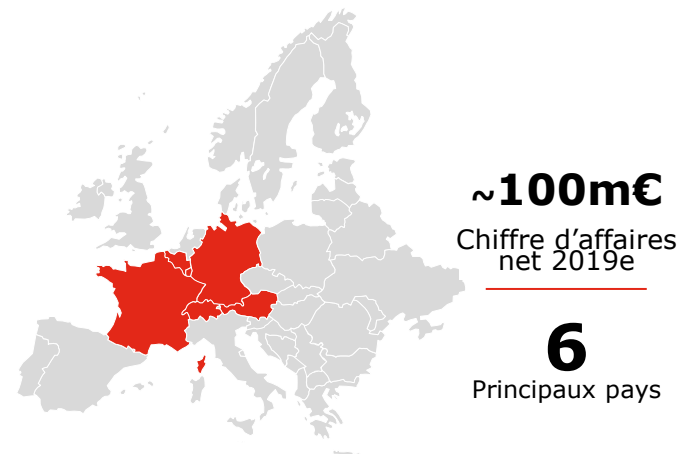 ~100m€
Chiffre d’affaires
net 2019e
6
Principaux pays